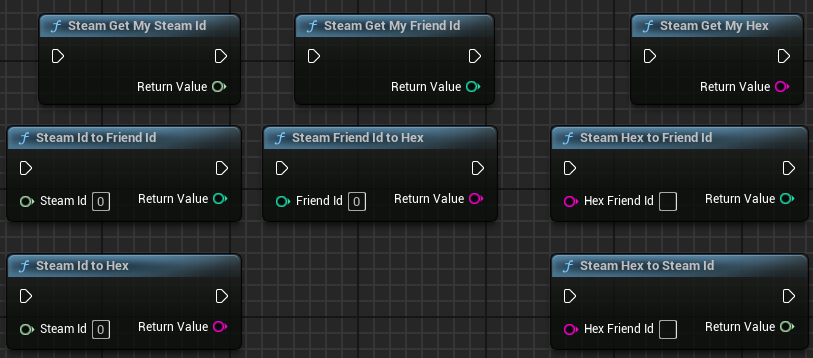 Steam Get My Steam Id
Steam Get My Friend Id
Steam Get My Hex
Return Value
Return Value
Return Value
Steam Id to Friend Id
Steam Friend Id to Hex
Steam Hex to Friend Id
Steam Id 0 Return Value
Friend Id 0 Return Value
Hex Friend Id Return Value
Steam Id to Hex
Steam Hex to Steam Id
Steam Id 0 Return Value
Hex Friend Id Return Value